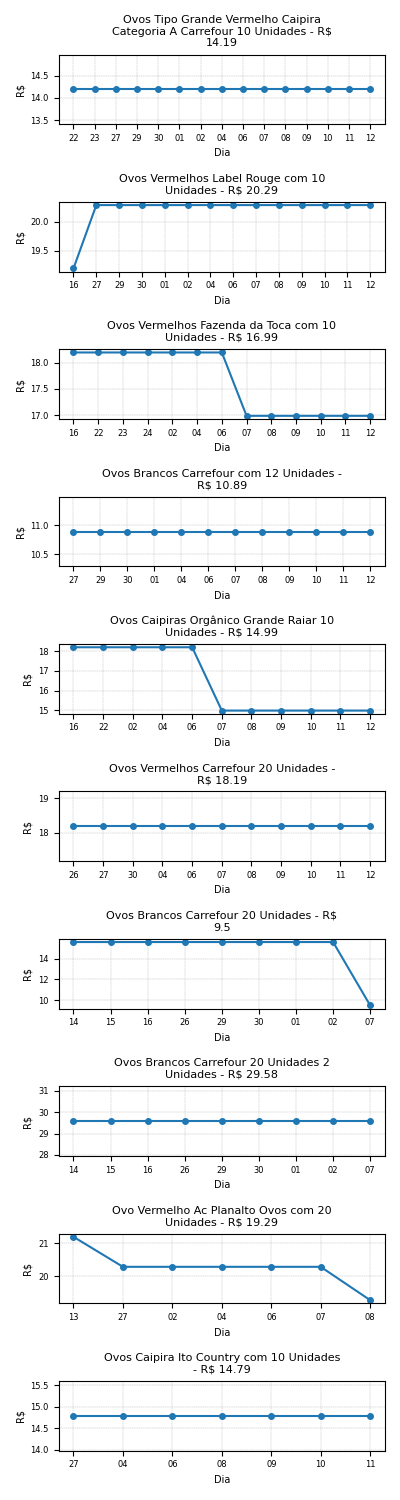 Ovos Tipo Grande Vermelho Caipira
Categoria A Carrefour 10 Unidades - R$
14.19
14.5
14.0
13.5
R$
22 23 27 29 30 01 02 04 06 07 08 09 10 11 12
Dia
Ovos Vermelhos Label Rouge com 10
Unidades - R$ 20.29
20.0
19.5
R$
16 27 29 30 01 02 04 06 07 08 09 10 11 12
Dia
Ovos Vermelhos Fazenda da Toca com 10
Unidades - R$ 16.99
18.0
17.5
17.0
R$
16 22 23 24 02 04 06 07 08 09 10 11 12
Dia
Ovos Brancos Carrefour com 12 Unidades -
R$ 10.89
11.0
10.5
R$
27 29 30 01 04 06 07 08 09 10 11 12
Dia
Ovos Caipiras Orgânico Grande Raiar 10
Unidades - R$ 14.99
18
17
16
15
R$
16 22 02 04 06 07 08 09 10 11 12
Dia
Ovos Vermelhos Carrefour 20 Unidades -
R$ 18.19
19
18
R$
26 27 30 04 06 07 08 09 10 11 12
Dia
Ovos Brancos Carrefour 20 Unidades - R$
9.5
14
12
10
R$
14 15 16 26 29 30 01 02 07
Dia
Ovos Brancos Carrefour 20 Unidades 2
Unidades - R$ 29.58
31
30
29
28
R$
14 15 16 26 29 30 01 02 07
Dia
Ovo Vermelho Ac Planalto Ovos com 20
Unidades - R$ 19.29
21
20
R$
13 27 02 04 06 07 08
Dia
Ovos Caipira Ito Country com 10 Unidades
- R$ 14.79
15.5
15.0
14.5
14.0
R$
27 04 06 08 09 10 11
Dia